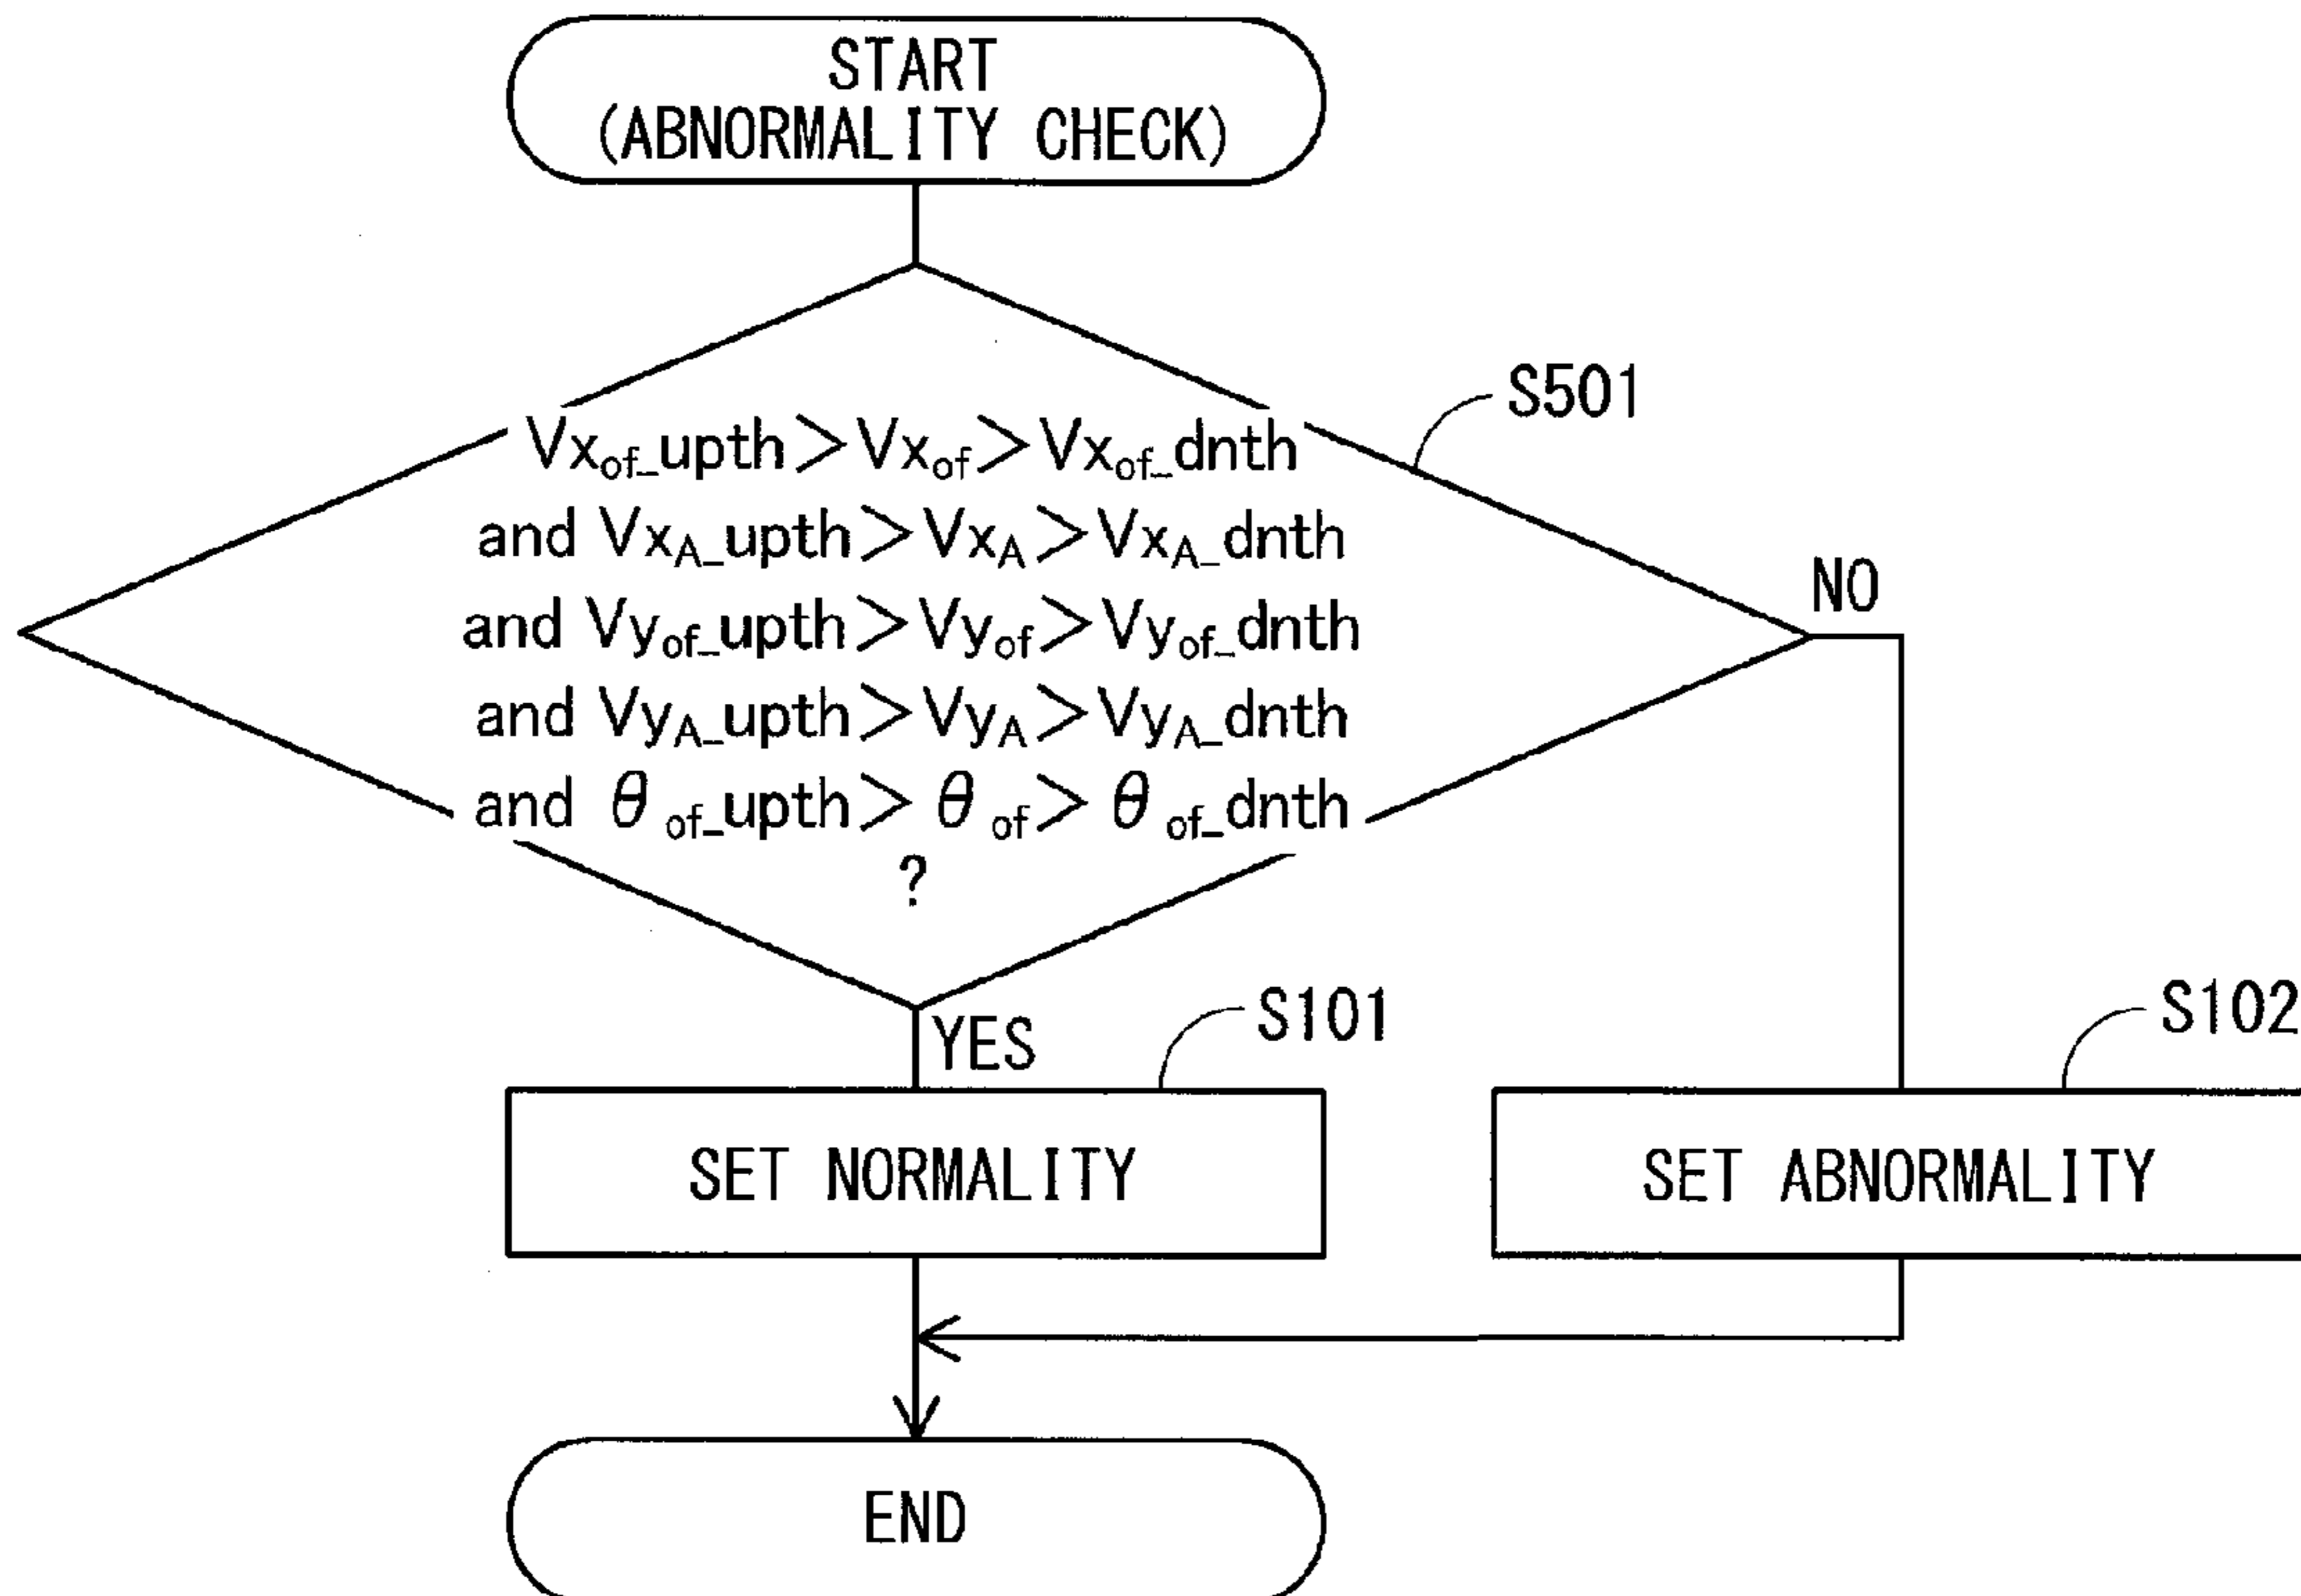 START
(ABNORMALITY CHECK)
S501
Vx_of_upth>Vx_of>Vx_of_dnth
and Vx_A_upth>Vx_A>Vx_A_dnth
and Vy_of_upth>Vy_of>Vy_of_dnth
and Vy_A_upth>Vy_A>Vy_A_dnth
and θ_of_upth>θ_of>θ_of_dnth
?
NO
YES
S101
S102
SET NORMALITY
SET ABNORMALITY
END